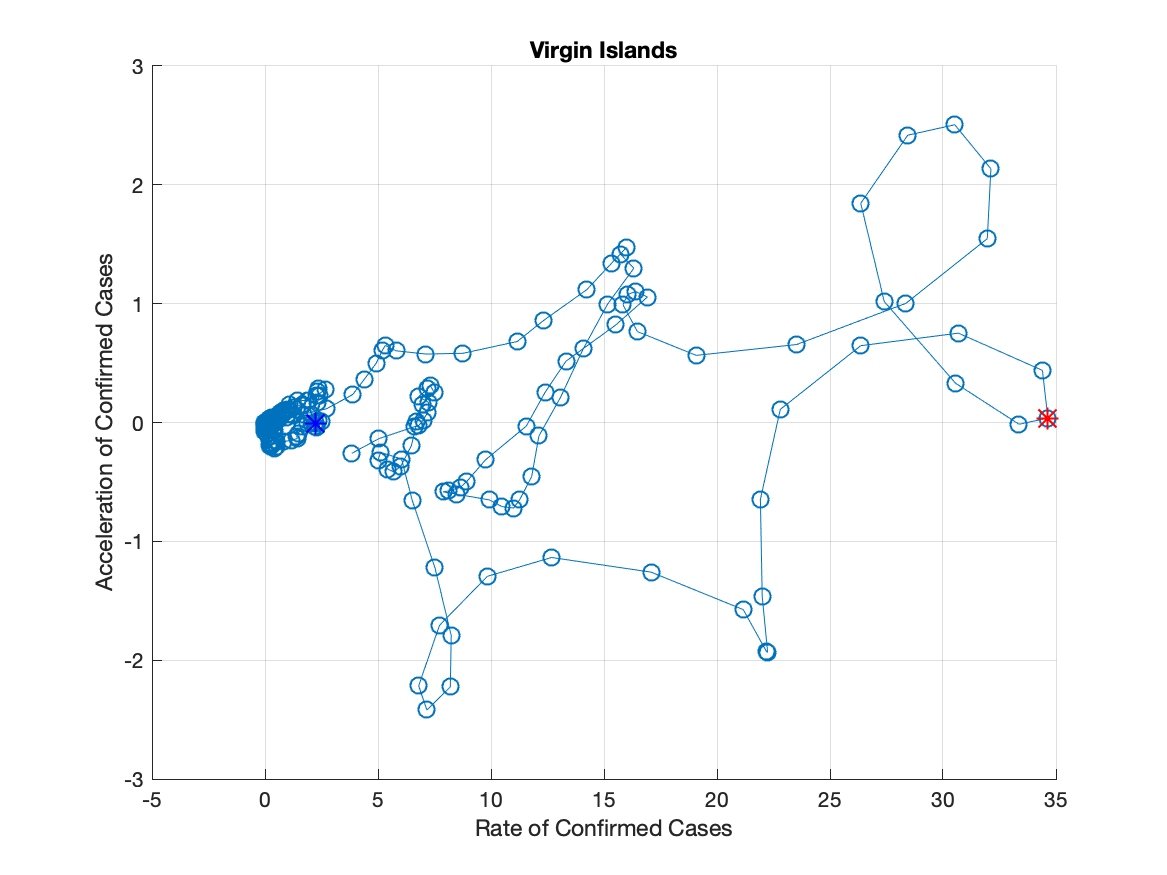 Virgin Islands
3
2
1
0
-1
-2
-3
Acceleration of Confirmed Cases
-5 0 5 10 15 20 25 30 35
Rate of Confirmed Cases